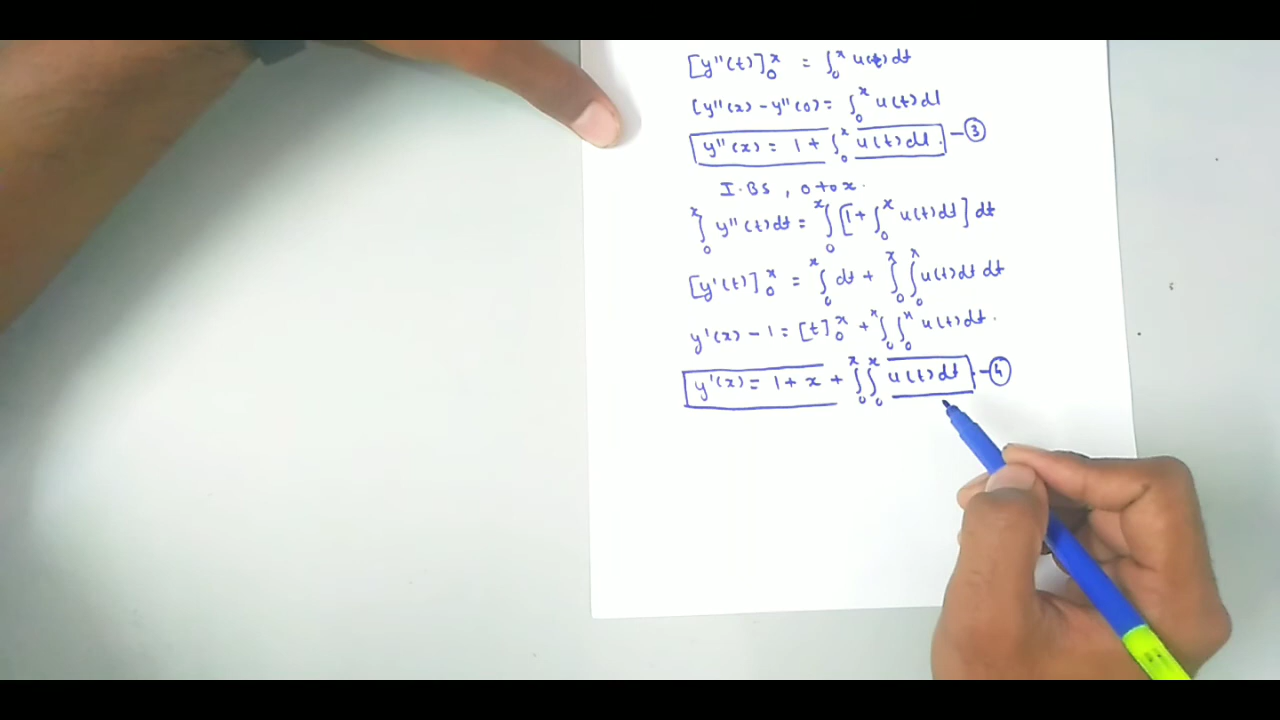 [y''(t)]₀ˣ = ∫₀ˣ u(t)dt
(y''(x) - y''(0) = ∫₀ˣ u(t)dt
y''(x) = 1 + ∫₀ˣ u(t)dt. - ③
I.BS, 0 to x.
∫₀ˣ y''(t)dt = ∫₀ˣ [1 + ∫₀ˣ u(t)dt] dt
[y'(t)]₀ˣ = ∫₀ˣ dt + ∫₀ˣ ∫₀ˣ u(t)dt dt
y'(x) - 1 = [t]₀ˣ + ∫₀ˣ ∫₀ˣ u(t)dt.
y'(x) = 1 + x + ∫₀ˣ ∫₀ˣ u(t)dt - ④